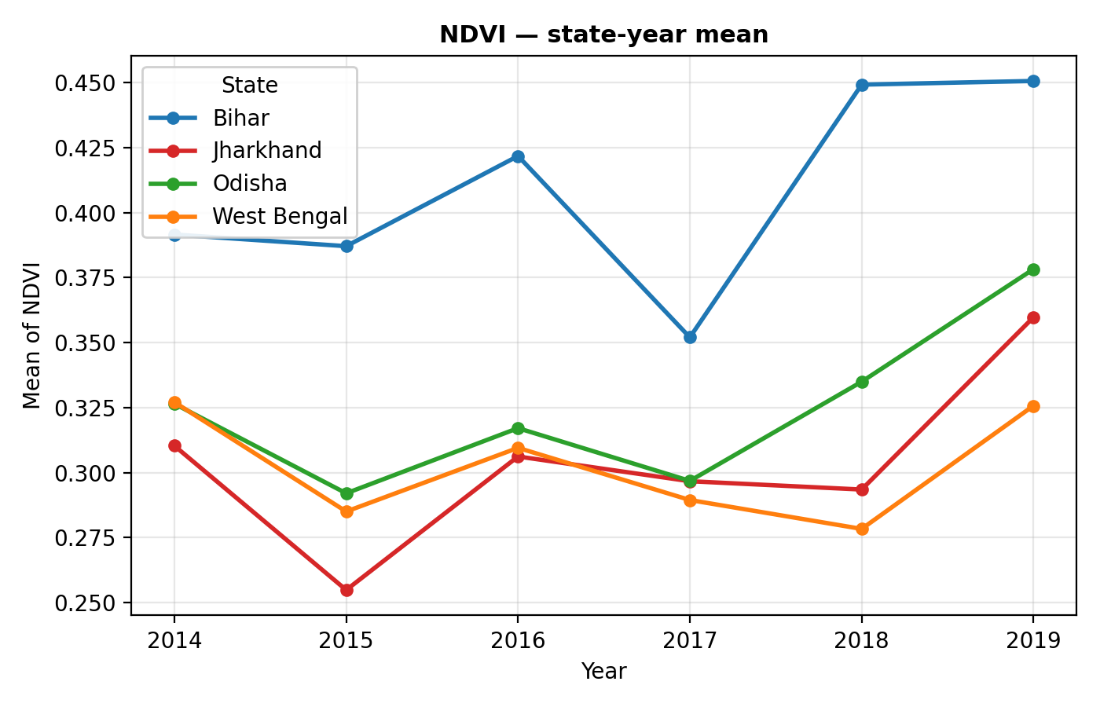 NDVI — state-year mean
State
Bihar
Jharkhand
Odisha
West Bengal
Mean of NDVI
0.450
0.425
0.400
0.375
0.350
0.325
0.300
0.275
0.250
2014 2015 2016 2017 2018 2019
Year